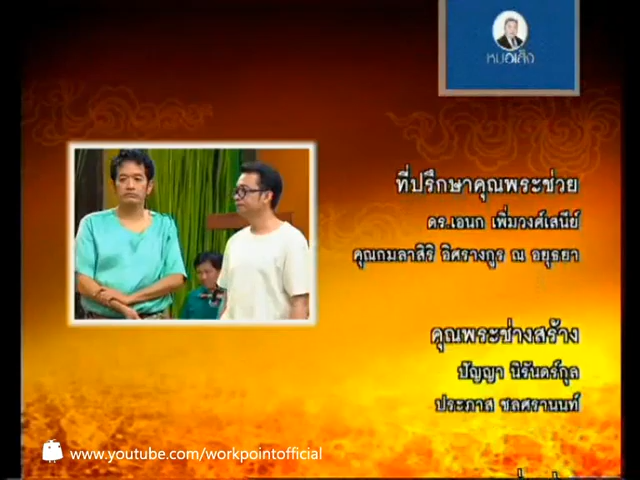 หมอเส็ง
ที่ปรึกษาคุณพระช่วย
ดร.เอนก เพิ่มวงศ์เสนีย์
คุณกมลาสิริ อิศรางกูร ณ อยุธยา
คุณพระช่างสร้าง
ปัญญา นิรันดร์กุล
ประภาส ชลศรานนท์
www.youtube.com/workpointofficial